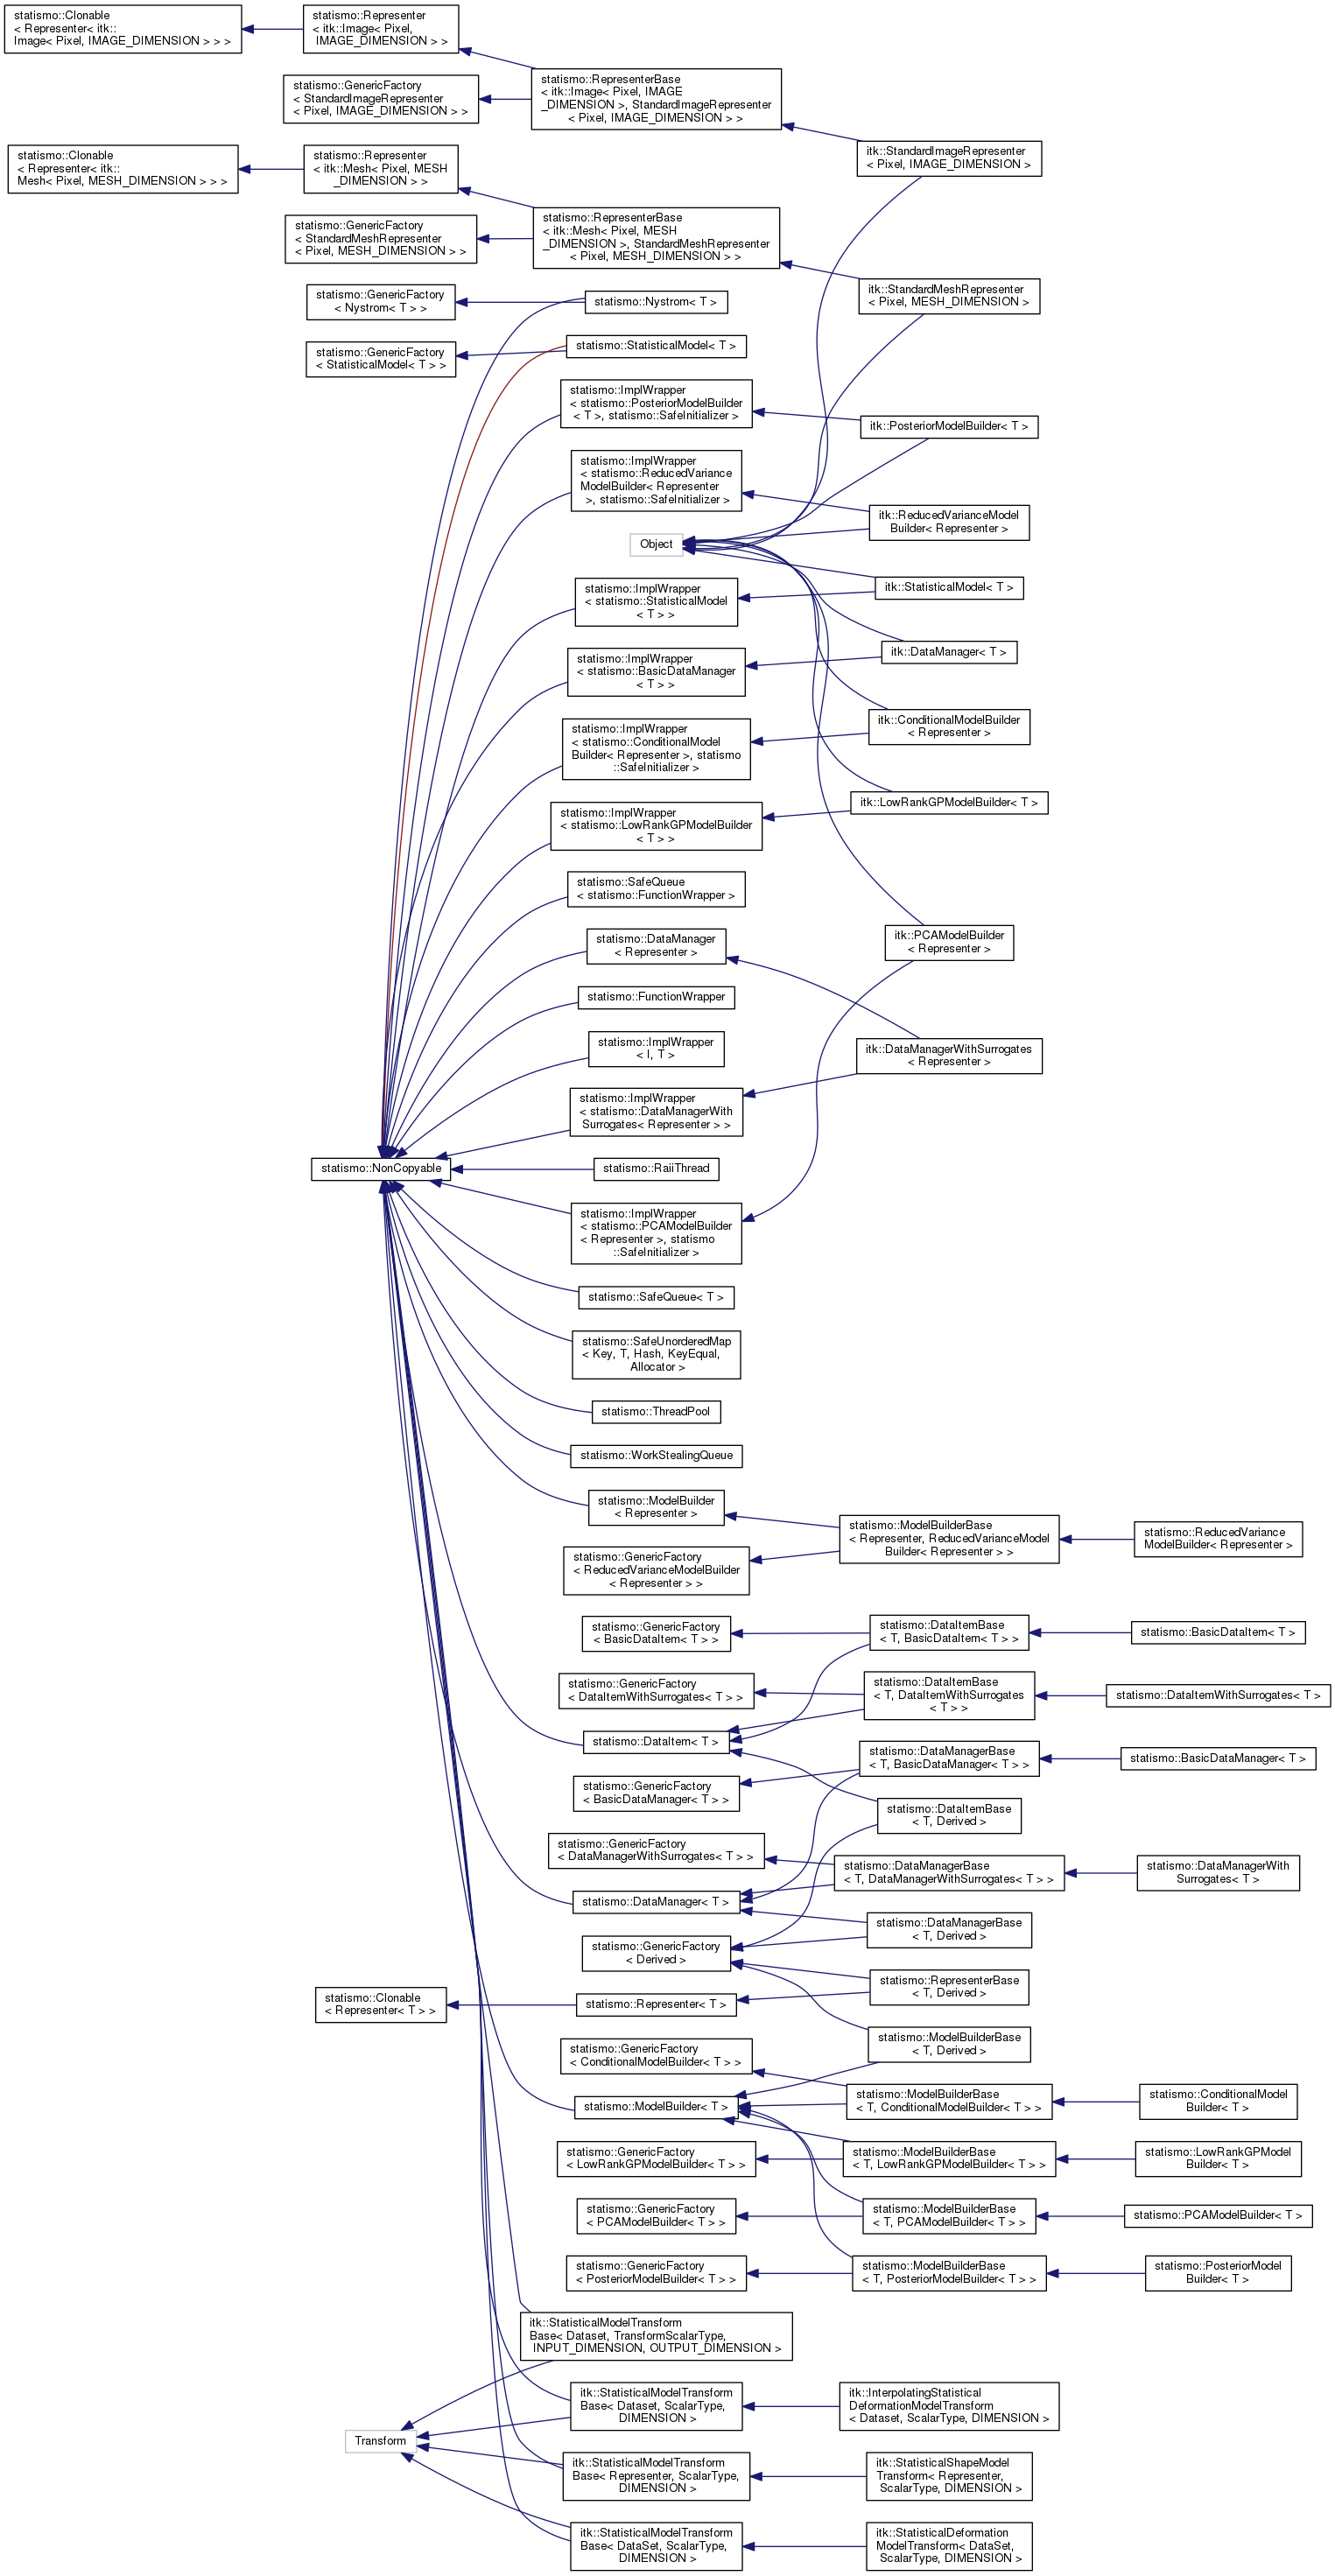 statismo::Clonable
< Representer< itk::
Image< Pixel, IMAGE_DIMENSION > > >
statismo::Representer
< itk::Image< Pixel,
IMAGE_DIMENSION > >
statismo::GenericFactory
< StandardImageRepresenter
< Pixel, IMAGE_DIMENSION > >
statismo::RepresenterBase
< itk::Image< Pixel, IMAGE
_DIMENSION >, StandardImageRepresenter
< Pixel, IMAGE_DIMENSION > >
itk::StandardImageRepresenter
< Pixel, IMAGE_DIMENSION >
statismo::Clonable
< Representer< itk::
Mesh< Pixel, MESH_DIMENSION > > >
statismo::Representer
< itk::Mesh< Pixel, MESH
_DIMENSION > >
statismo::GenericFactory
< StandardMeshRepresenter
< Pixel, MESH_DIMENSION > >
statismo::RepresenterBase
< itk::Mesh< Pixel, MESH
_DIMENSION >, StandardMeshRepresenter
< Pixel, MESH_DIMENSION > >
itk::StandardMeshRepresenter
< Pixel, MESH_DIMENSION >
statismo::GenericFactory
< Nystrom< T > >
statismo::Nystrom< T >
statismo::GenericFactory
< StatisticalModel< T > >
statismo::StatisticalModel< T >
statismo::ImplWrapper
< statismo::PosteriorModelBuilder
< T >, statismo::SafeInitializer >
itk::PosteriorModelBuilder< T >
statismo::ImplWrapper
< statismo::ReducedVariance
ModelBuilder< Representer
>, statismo::SafeInitializer >
itk::ReducedVarianceModel
Builder< Representer >
Object
statismo::ImplWrapper
< statismo::StatisticalModel
< T > >
itk::StatisticalModel< T >
statismo::ImplWrapper
< statismo::BasicDataManager
< T > >
itk::DataManager< T >
statismo::ImplWrapper
< statismo::ConditionalModel
Builder< Representer >, statismo
::SafeInitializer >
itk::ConditionalModelBuilder
< Representer >
statismo::ImplWrapper
< statismo::LowRankGPModelBuilder
< T > >
itk::LowRankGPModelBuilder< T >
statismo::SafeQueue
< statismo::FunctionWrapper >
statismo::DataManager
< Representer >
itk::PCAModelBuilder
< Representer >
statismo::FunctionWrapper
statismo::ImplWrapper
< I, T >
itk::DataManagerWithSurrogates
< Representer >
statismo::ImplWrapper
< statismo::DataManagerWith
Surrogates< Representer > >
statismo::NonCopyable
statismo::RaiiThread
statismo::ImplWrapper
< statismo::PCAModelBuilder
< Representer >, statismo
::SafeInitializer >
statismo::SafeQueue< T >
statismo::SafeUnorderedMap
< Key, T, Hash, KeyEqual,
Allocator >
statismo::ThreadPool
statismo::WorkStealingQueue
statismo::ModelBuilder
< Representer >
statismo::GenericFactory
< ReducedVarianceModelBuilder
< Representer > >
statismo::ModelBuilderBase
< Representer, ReducedVarianceModel
Builder< Representer > >
statismo::ReducedVariance
ModelBuilder< Representer >
statismo::GenericFactory
< BasicDataItem< T > >
statismo::DataItemBase
< T, BasicDataItem< T > >
statismo::BasicDataItem< T >
statismo::GenericFactory
< DataItemWithSurrogates< T > >
statismo::DataItemBase
< T, DataItemWithSurrogates
< T > >
statismo::DataItemWithSurrogates< T >
statismo::DataItem< T >
statismo::GenericFactory
< BasicDataManager< T > >
statismo::DataManagerBase
< T, BasicDataManager< T > >
statismo::BasicDataManager< T >
statismo::DataItemBase
< T, Derived >
statismo::GenericFactory
< DataManagerWithSurrogates< T > >
statismo::DataManagerBase
< T, DataManagerWithSurrogates< T > >
statismo::DataManagerWith
Surrogates< T >
statismo::DataManager< T >
statismo::DataManagerBase
< T, Derived >
statismo::GenericFactory
< Derived >
statismo::RepresenterBase
< T, Derived >
statismo::Clonable
< Representer< T > >
statismo::Representer< T >
statismo::ModelBuilderBase
< T, Derived >
statismo::GenericFactory
< ConditionalModelBuilder< T > >
statismo::ModelBuilder< T >
statismo::ModelBuilderBase
< T, ConditionalModelBuilder< T > >
statismo::ConditionalModel
Builder< T >
statismo::GenericFactory
< LowRankGPModelBuilder< T > >
statismo::ModelBuilderBase
< T, LowRankGPModelBuilder< T > >
statismo::LowRankGPModel
Builder< T >
statismo::GenericFactory
< PCAModelBuilder< T > >
statismo::ModelBuilderBase
< T, PCAModelBuilder< T > >
statismo::PCAModelBuilder< T >
statismo::GenericFactory
< PosteriorModelBuilder< T > >
statismo::ModelBuilderBase
< T, PosteriorModelBuilder< T > >
statismo::PosteriorModel
Builder< T >
itk::StatisticalModelTransform
Base< Dataset, TransformScalarType,
INPUT_DIMENSION, OUTPUT_DIMENSION >
itk::StatisticalModelTransform
Base< Dataset, ScalarType,
DIMENSION >
itk::InterpolatingStatistical
DeformationModelTransform
< Dataset, ScalarType, DIMENSION >
Transform
itk::StatisticalModelTransform
Base< Representer, ScalarType,
DIMENSION >
itk::StatisticalShapeModel
Transform< Representer,
ScalarType, DIMENSION >
itk::StatisticalModelTransform
Base< DataSet, ScalarType,
DIMENSION >
itk::StatisticalDeformation
ModelTransform< DataSet,
ScalarType, DIMENSION >